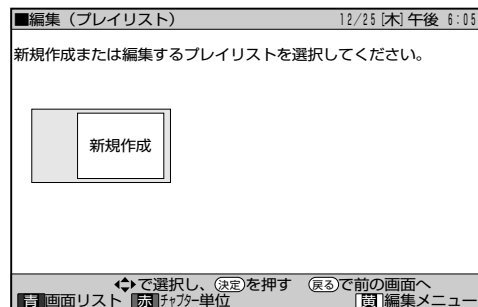 ■編集（プレイリスト） 12/25[木]午後 6:05
新規作成または編集するプレイリストを選択してください。
新規作成
で選択し、決定を押す 戻るで前の画面へ
青画面リスト 赤チャプター単位 黄編集メニュー